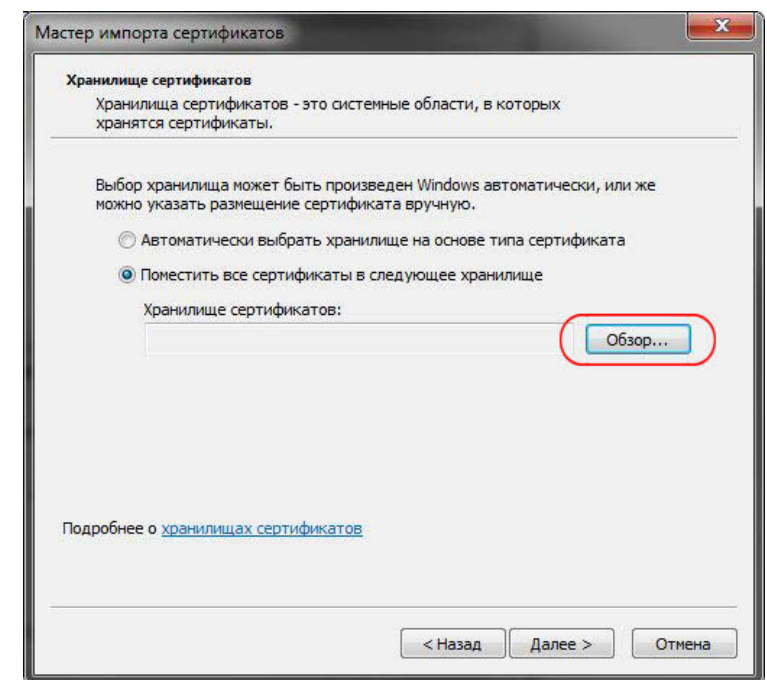 Мастер импорта сертификатов
Хранилище сертификатов
Хранилища сертификатов - это системные области, в которых
хранятся сертификаты.
Выбор хранилища может быть произведен Windows автоматически, или же
можно указать размещение сертификата вручную.
Автоматически выбрать хранилище на основе типа сертификата
Поместить все сертификаты в следующее хранилище
Хранилище сертификатов:
Обзор...
Подробнее о хранилищах сертификатов
< Назад Далее > Отмена